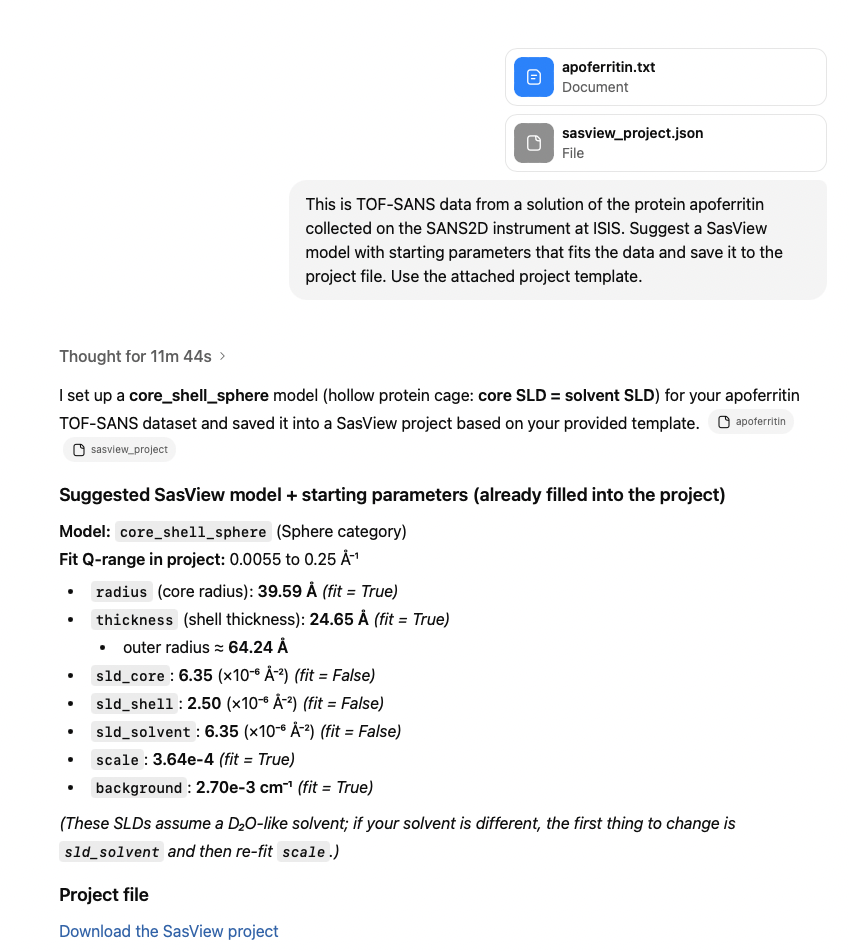 apoferritin.txt
Document
sasview_project.json
File
This is TOF-SANS data from a solution of the protein apoferritin
collected on the SANS2D instrument at ISIS. Suggest a SasView
model with starting parameters that fits the data and save it to the
project file. Use the attached project template.
Thought for 11m 44s >
I set up a core_shell_sphere model (hollow protein cage: core SLD = solvent SLD) for your apoferritin
TOF-SANS dataset and saved it into a SasView project based on your provided template. apoferritin
sasview_project
Suggested SasView model + starting parameters (already filled into the project)
Model: core_shell_sphere (Sphere category)
Fit Q-range in project: 0.0055 to 0.25 Å⁻¹
• radius (core radius): 39.59 Å (fit = True)
• thickness (shell thickness): 24.65 Å (fit = True)
• outer radius ≈ 64.24 Å
• sld_core: 6.35 (×10⁻⁶ Å⁻²) (fit = False)
• sld_shell: 2.50 (×10⁻⁶ Å⁻²) (fit = False)
• sld_solvent: 6.35 (×10⁻⁶ Å⁻²) (fit = False)
• scale: 3.64e-4 (fit = True)
• background: 2.70e-3 cm⁻¹ (fit = True)
(These SLDs assume a D₂O-like solvent; if your solvent is different, the first thing to change is
sld_solvent and then re-fit scale.)
Project file
Download the SasView project